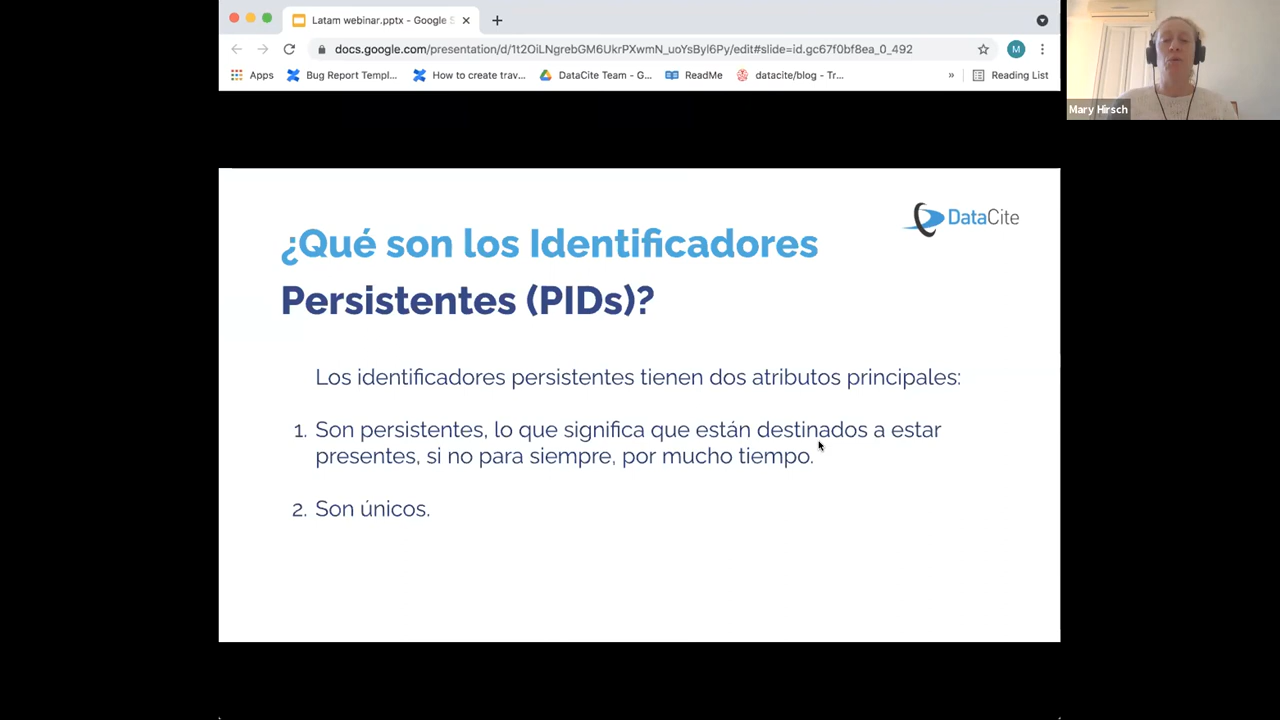 Latam webinar.pptx - Google S
docs.google.com/presentation/d/1t2OiLNgrebGM6UkrPXwmN_uoYsByl6Py/edit#slide=id.gc67f0bf8ea_0_492
M
Apps
Bug Report Templ...
How to create trav...
DataCite Team - G...
ReadMe
datacite/blog - Tr...
»
Reading List
Mary Hirsch
DataCite
¿Qué son los Identificadores
Persistentes (PIDs)?
Los identificadores persistentes tienen dos atributos principales:
1. Son persistentes, lo que significa que están destinados a estar
presentes, si no para siempre, por mucho tiempo.
2. Son únicos.